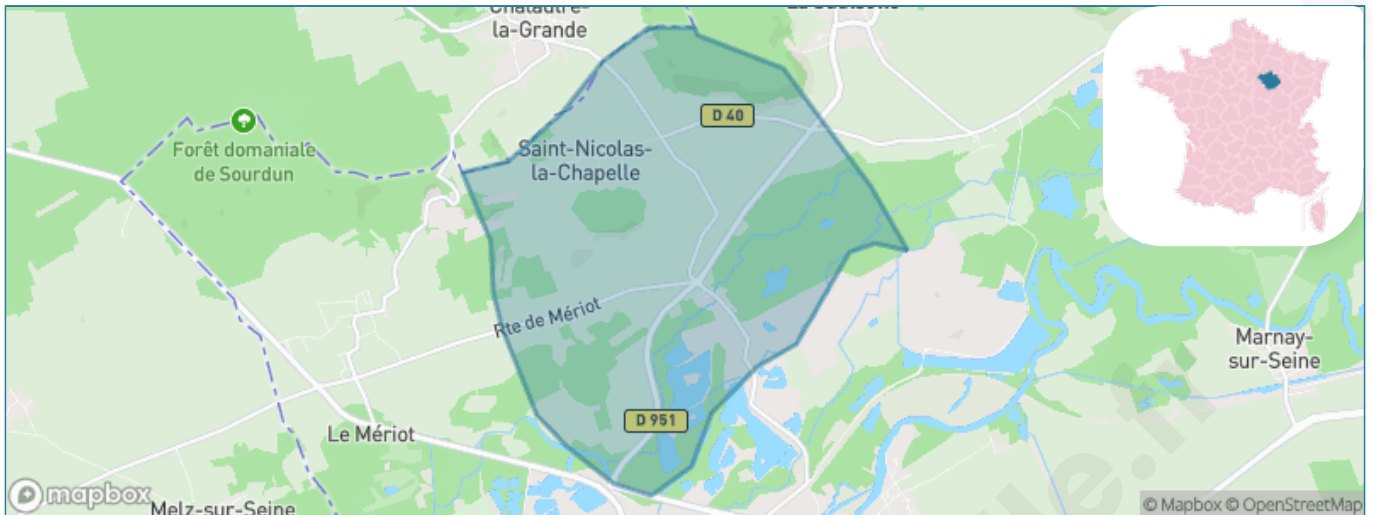 Chalautre-
la-Grande
D 40
Forêt domaniale
de Sourdun
Saint-Nicolas-
la-Chapelle
Rte de Mériot
Marnay-
sur-Seine
D 951
Le Mériot
mapbox
Melz-sur-Seine
© Mapbox © OpenStreetMap